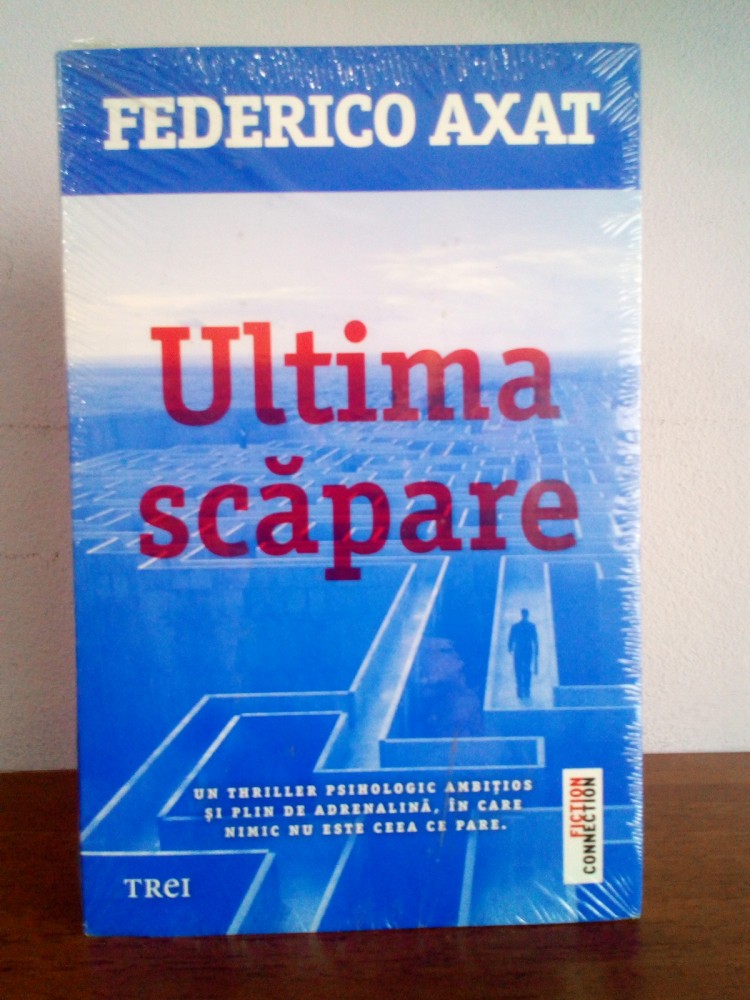 FEDERICO AXAT
Ultima
scăpare
UN THRILLER PSIHOLOGIC AMBIȚIOS
ȘI PLIN DE ADRENALINĂ, ÎN CARE
NIMIC NU ESTE CEEA CE PARE.
FICTION
CONNECTION
TREI